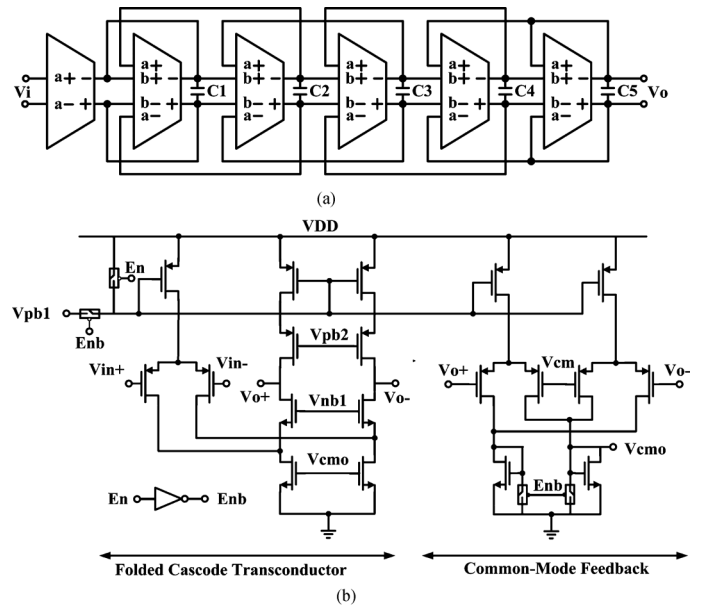 a+ − a+ b+ − a+ b+ − a+ b+ − a+ b+ − a+ b+ −
Vi C1 C2 C3 C4 C5 Vo
a− + b− a− + b− a− + b− a− + b− a− + b− a− +
(a)
VDD
En
Vpb1
Enb
Vpb2
Vin+ Vin- Vo+ Vcm Vo-
Vo+ Vnb1 Vo-
Vcmo
Vcmo
Enb
En Enb
Folded Cascode Transconductor
Common-Mode Feedback
(b)